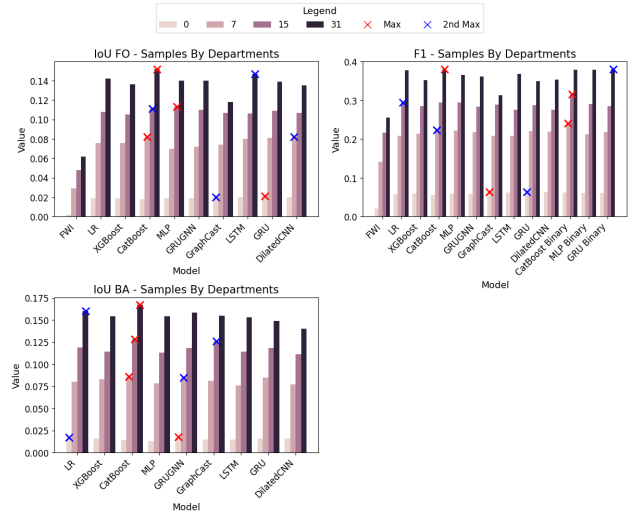 Legend
0 7 15 31 Max 2nd Max
IoU FO - Samples By Departments
Value
0.14
0.12
0.10
0.08
0.06
0.04
0.02
0.00
FWI LR XGBoost CatBoost MLP GRUGNN GraphCast LSTM GRU DilatedCNN
Model
F1 - Samples By Departments
Value
0.4
0.3
0.2
0.1
0.0
FWI LR XGBoost CatBoost MLP GRUGNN GraphCast LSTM GRU DilatedCNN CatBoost Binary MLP Binary GRU Binary
Model
IoU BA - Samples By Departments
Value
0.175
0.150
0.125
0.100
0.075
0.050
0.025
0.000
LR XGBoost CatBoost MLP GRUGNN GraphCast LSTM GRU DilatedCNN
Model